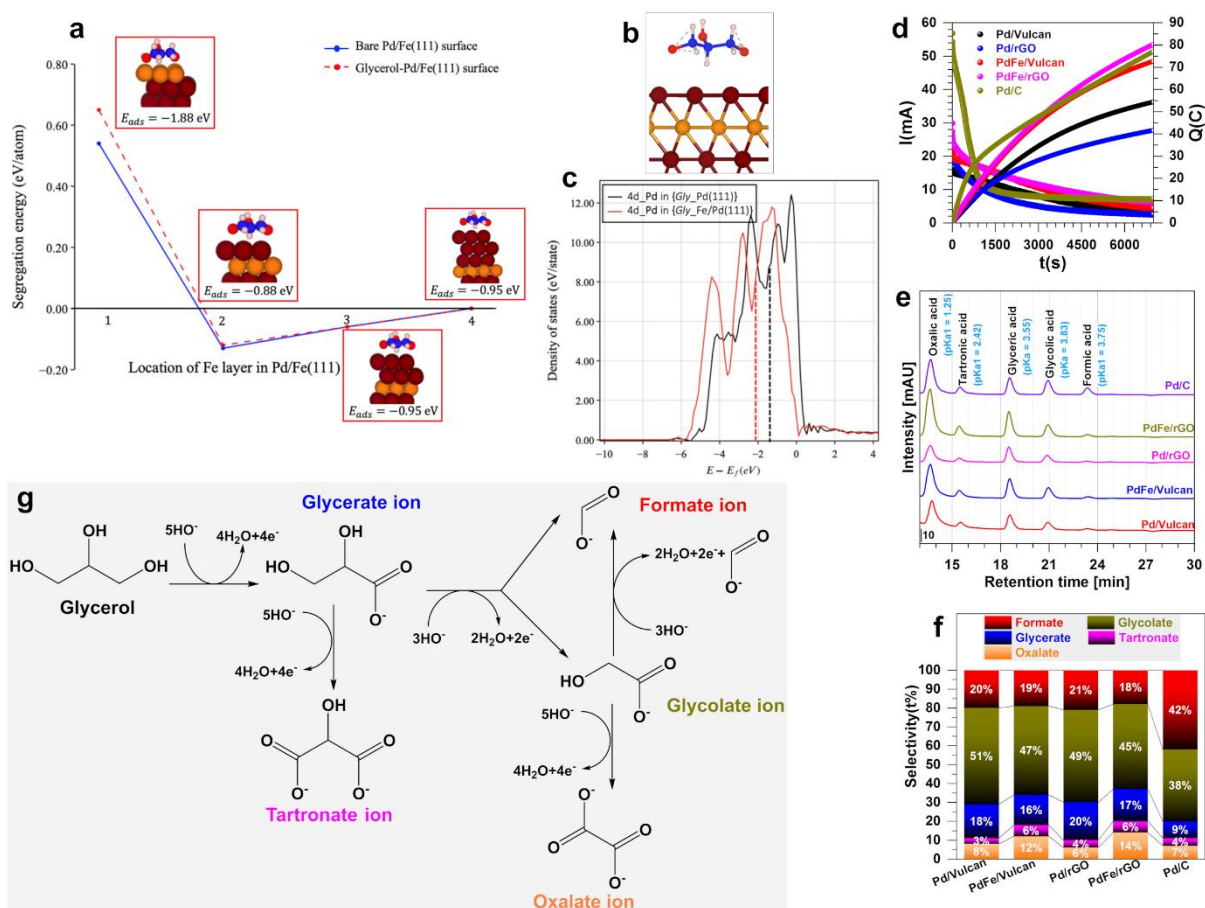 a
Bare Pd/Fe(111) surface
Glycerol-Pd/Fe(111) surface
Segregation energy (eV/atom)
0.80
0.60
0.40
0.20
0.00
−0.20
1
2
3
4
Location of Fe layer in Pd/Fe(111)
E_ads = −1.88 eV
E_ads = −0.88 eV
E_ads = −0.95 eV
E_ads = −0.95 eV
b
c
4d_Pd in {Gly_Pd(111)}
4d_Pd in {Gly_Fe/Pd(111)}
Density of states (eV/state)
12.00
10.00
8.00
6.00
4.00
2.00
0.00
−10
−8
−6
−4
−2
0
2
4
E − E_f(eV)
d
Pd/Vulcan
Pd/rGO
PdFe/Vulcan
PdFe/rGO
Pd/C
I(mA)
60
50
40
30
20
10
0
Q(C)
90
80
70
60
50
40
30
20
10
0
0
1500
3000
4500
6000
t(s)
e
Oxalic acid
(pKa1 = 1.25)
Tartronic acid
(pKa1 = 2.42)
Glyceric acid
(pKa = 3.55)
Glycolic acid
(pKa = 3.83)
Formic acid
(pKa1 = 3.75)
Pd/C
PdFe/rGO
Pd/rGO
PdFe/Vulcan
Pd/Vulcan
10
Intensity [mAU]
15
18
21
24
27
30
Retention time [min]
f
Formate
Glycolate
Glycerate
Tartronate
Oxalate
Selectivity(t%)
100
90
80
70
60
50
40
30
20
10
0
20%
51%
18%
3%
8%
19%
47%
16%
6%
12%
21%
49%
20%
4%
6%
18%
45%
17%
6%
14%
42%
38%
9%
4%
7%
Pd/Vulcan
PdFe/Vulcan
Pd/rGO
PdFe/rGO
Pd/C
g
OH
HO
OH
Glycerol
5HO-
4H2O+4e-
Glycerate ion
OH
HO
O
O-
5HO-
4H2O+4e-
OH
O
O
O-
O-
Tartronate ion
3HO-
2H2O+2e-
O
O-
Formate ion
2H2O+2e-+
O
O-
3HO-
HO
O
O-
Glycolate ion
5HO-
4H2O+4e-
O-
O
O
O-
Oxalate ion